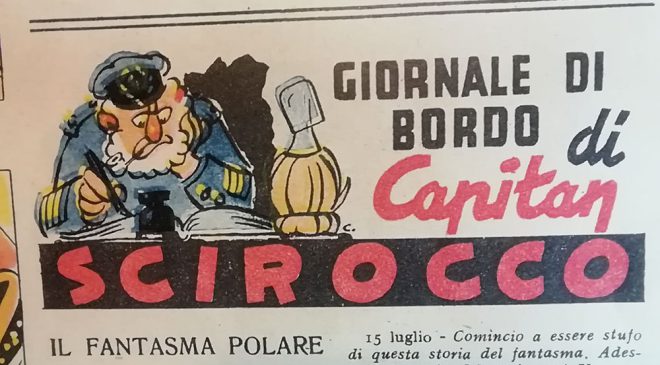 GIORNALE DI
BORDO di
Capitan
SCIROCCO
IL FANTASMA POLARE
15 luglio - Comincio a essere stufo
di questa storia del fantasma. Ades-